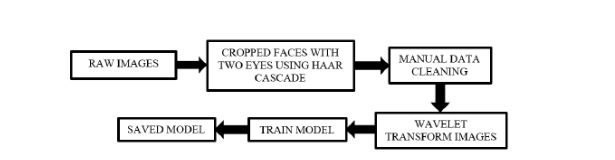 RAW IMAGES
CROPPED FACES WITH
TWO EYES USING HAAR
CASCADE
MANUAL DATA
CLEANING
WAVELET
TRANSFORM IMAGES
TRAIN MODEL
SAVED MODEL